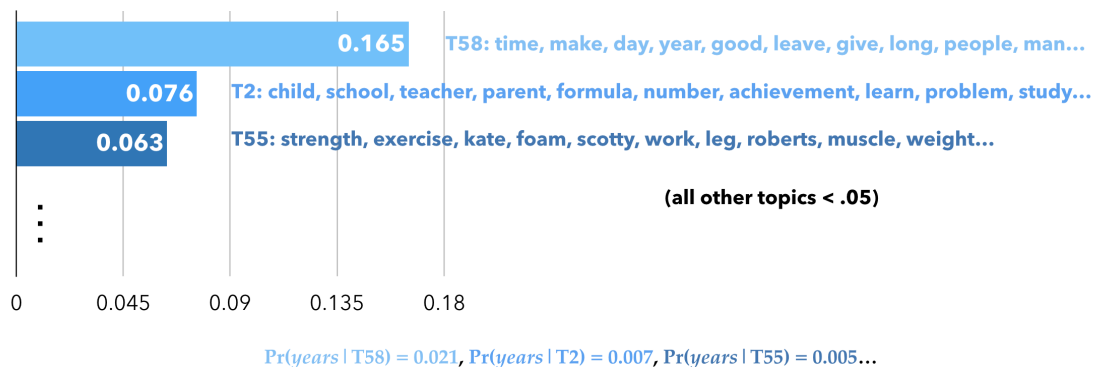 0.165 T58: time, make, day, year, good, leave, give, long, people, man...
0.076 T2: child, school, teacher, parent, formula, number, achievement, learn, problem, study...
0.063 T55: strength, exercise, kate, foam, scotty, work, leg, roberts, muscle, weight...
(all other topics < .05)
0 0.045 0.09 0.135 0.18
Pr(years | T58) = 0.021, Pr(years | T2) = 0.007, Pr(years | T55) = 0.005...